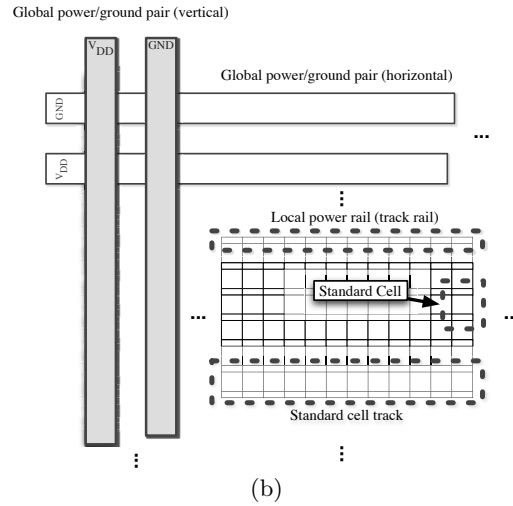 Global power/ground pair (vertical)
VDD
GND
Global power/ground pair (horizontal)
GND
...
VDD
Local power rail (track rail)
Standard Cell
...
...
Standard cell track
(b)